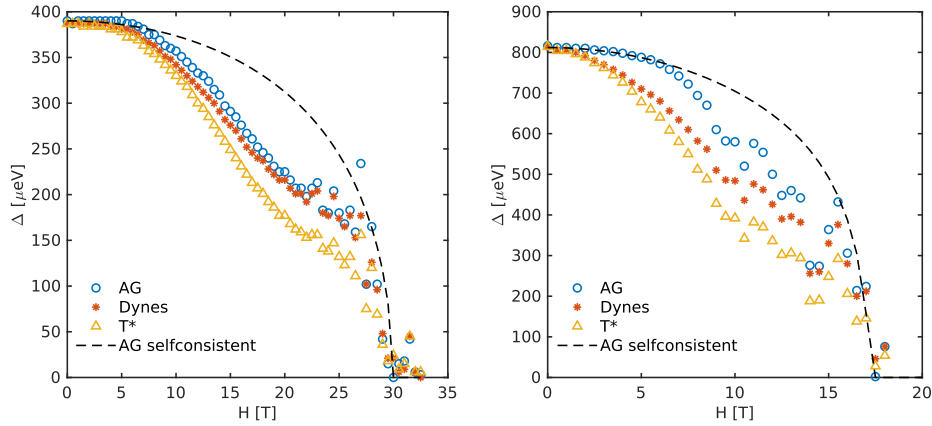 400
350
300
250
200
150
100
50
0
Δ [μeV]
AG
Dynes
T*
AG selfconsistent
0 5 10 15 20 25 30 35
H [T]
900
800
700
600
500
400
300
200
100
0
Δ [μeV]
AG
Dynes
T*
AG selfconsistent
0 5 10 15 20
H [T]